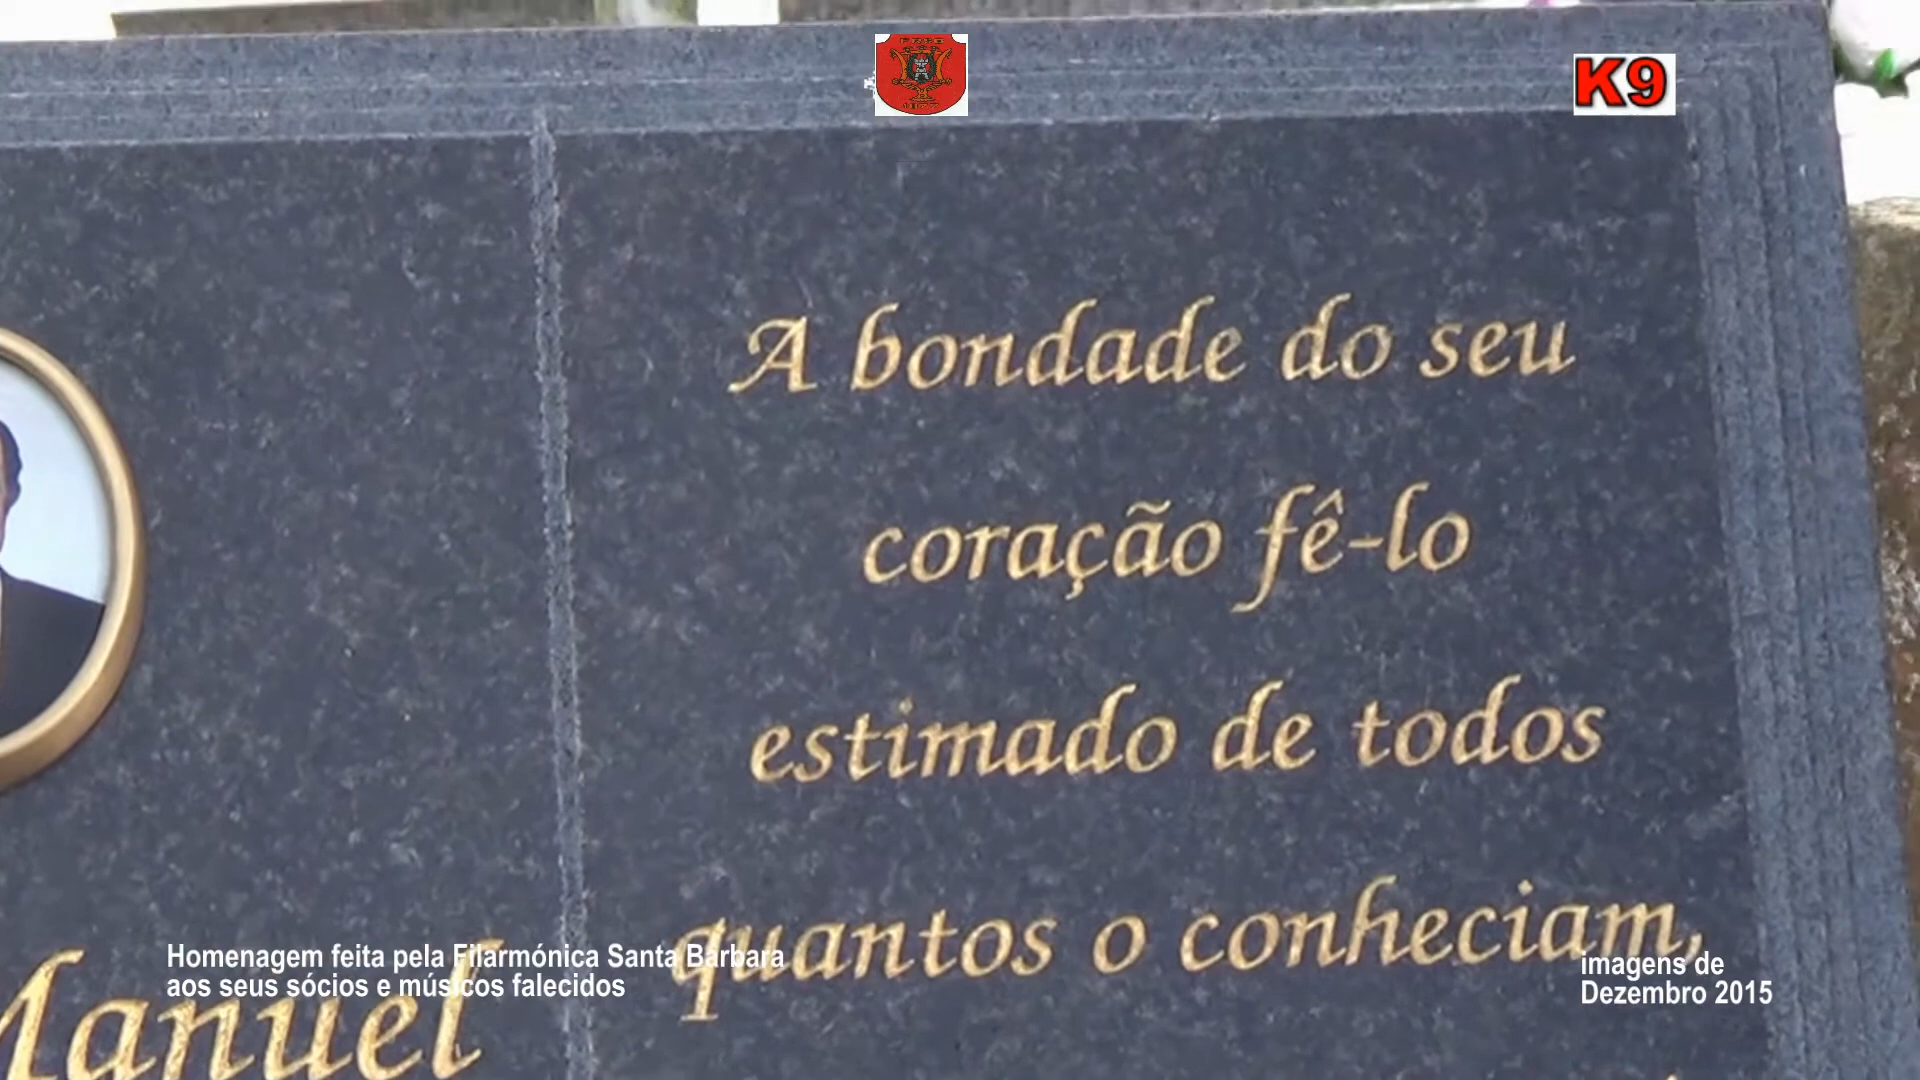 K9
A bondade do seu
coração fê-lo
estimado de todos
quantos o conheciam,
Manuel
Homenagem feita pela Filarmónica Santa Bárbara
aos seus sócios e músicos falecidos
imagens de
Dezembro 2015